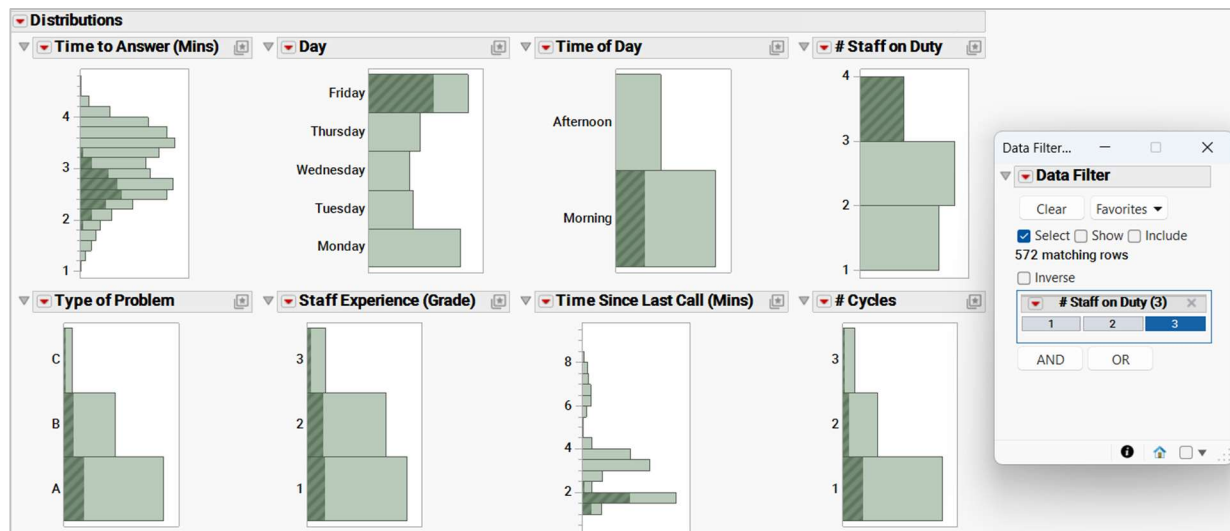 Distributions
Time to Answer (Mins)
4
3
2
1
Day
Friday
Thursday
Wednesday
Tuesday
Monday
Time of Day
Afternoon
Morning
# Staff on Duty
4
3
2
1
Type of Problem
C
B
A
Staff Experience (Grade)
3
2
1
Time Since Last Call (Mins)
8
6
4
2
# Cycles
3
2
1
Data Filter...
Data Filter
Clear Favorites
Select Show Include
572 matching rows
Inverse
# Staff on Duty (3)
1 2 3
AND OR